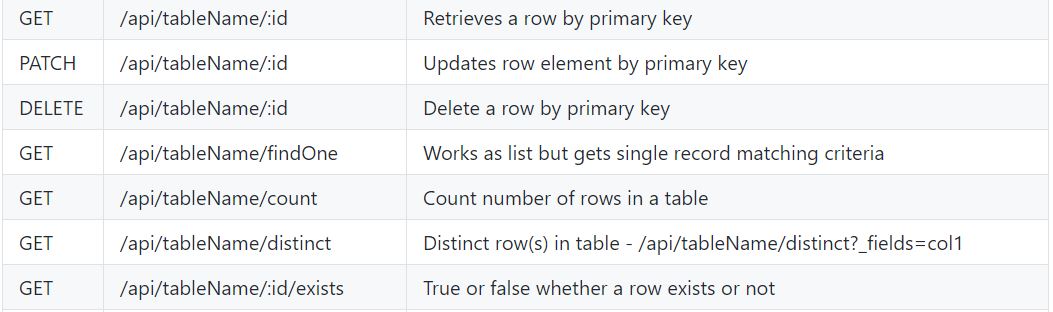 GET /api/tableName/:id Retrieves a row by primary key
PATCH /api/tableName/:id Updates row element by primary key
DELETE /api/tableName/:id Delete a row by primary key
GET /api/tableName/findOne Works as list but gets single record matching criteria
GET /api/tableName/count Count number of rows in a table
GET /api/tableName/distinct Distinct row(s) in table - /api/tableName/distinct?_fields=col1
GET /api/tableName/:id/exists True or false whether a row exists or not